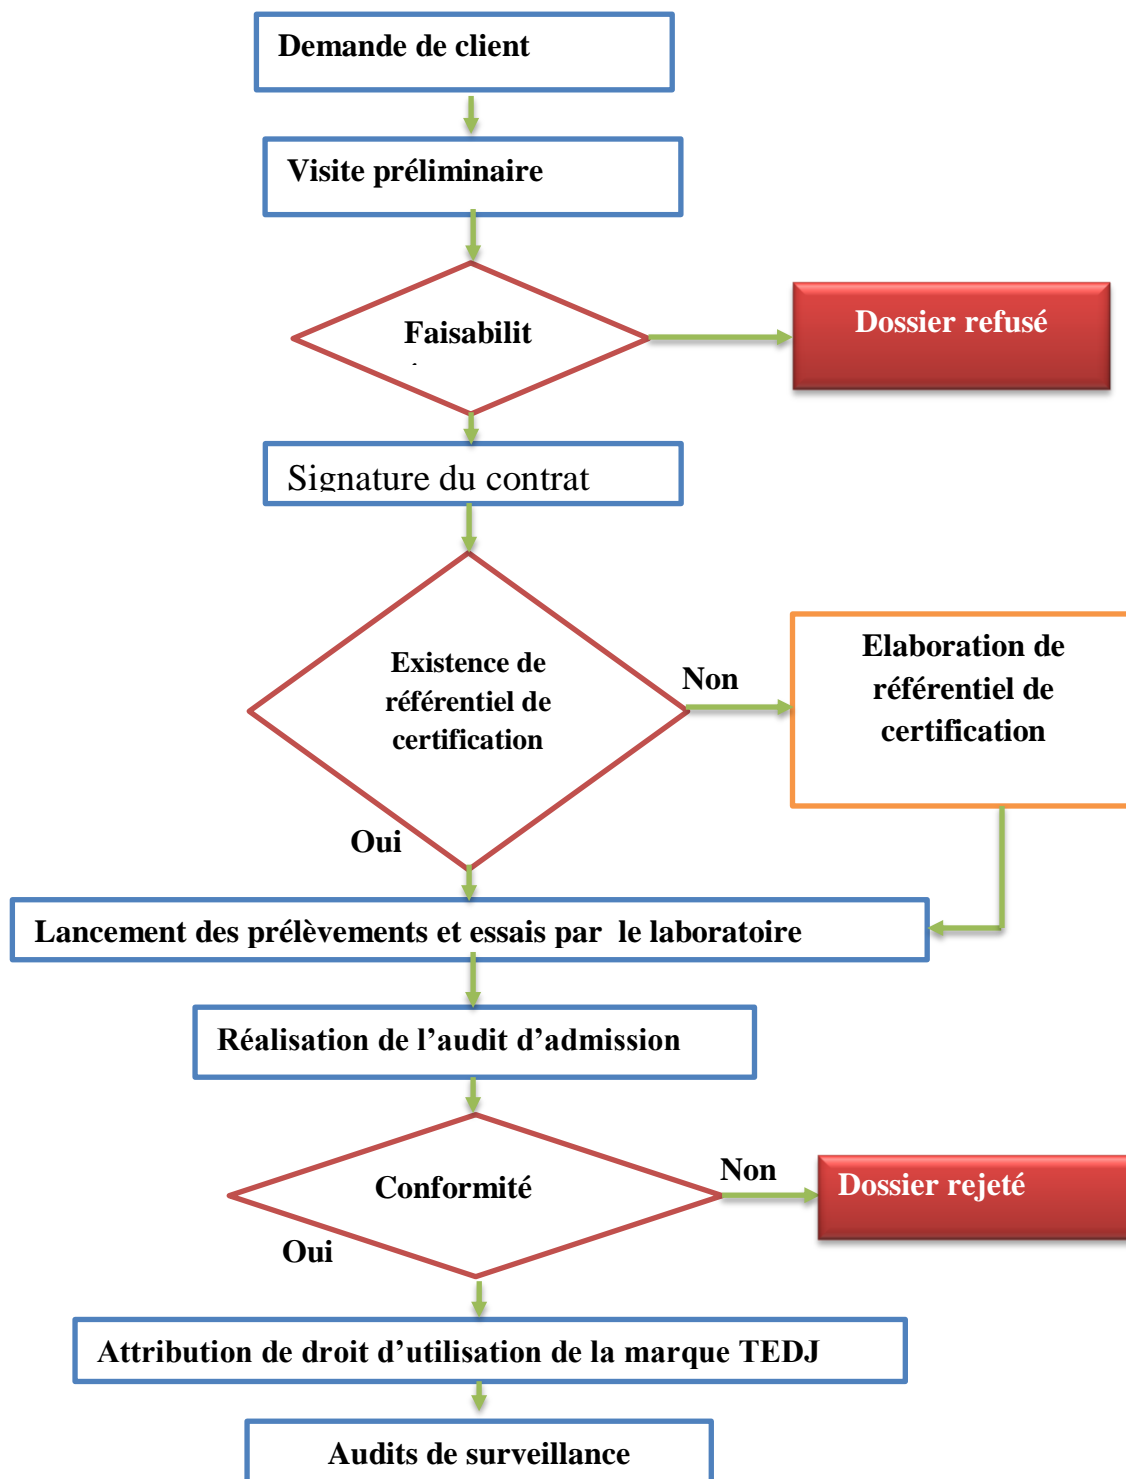 Demande de client
Visite préliminaire
Faisabilit
Dossier refusé
Signature du contrat
Existence de
référentiel de
certification
Non
Elaboration de
référentiel de
certification
Oui
Lancement des prélèvements et essais par le laboratoire
Réalisation de l’audit d’admission
Conformité
Non
Dossier rejeté
Oui
Attribution de droit d’utilisation de la marque TEDJ
Audits de surveillance